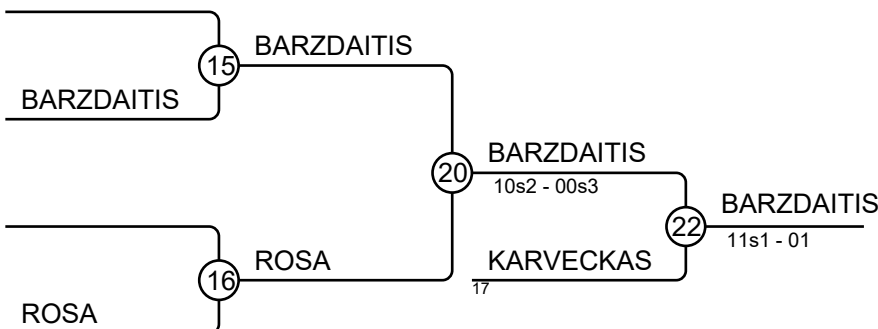 BARZDAITIS
15
BARZDAITIS
BARZDAITIS
20
10s2 - 00s3
BARZDAITIS
22
11s1 - 01
ROSA
16
KARVECKAS
17
ROSA